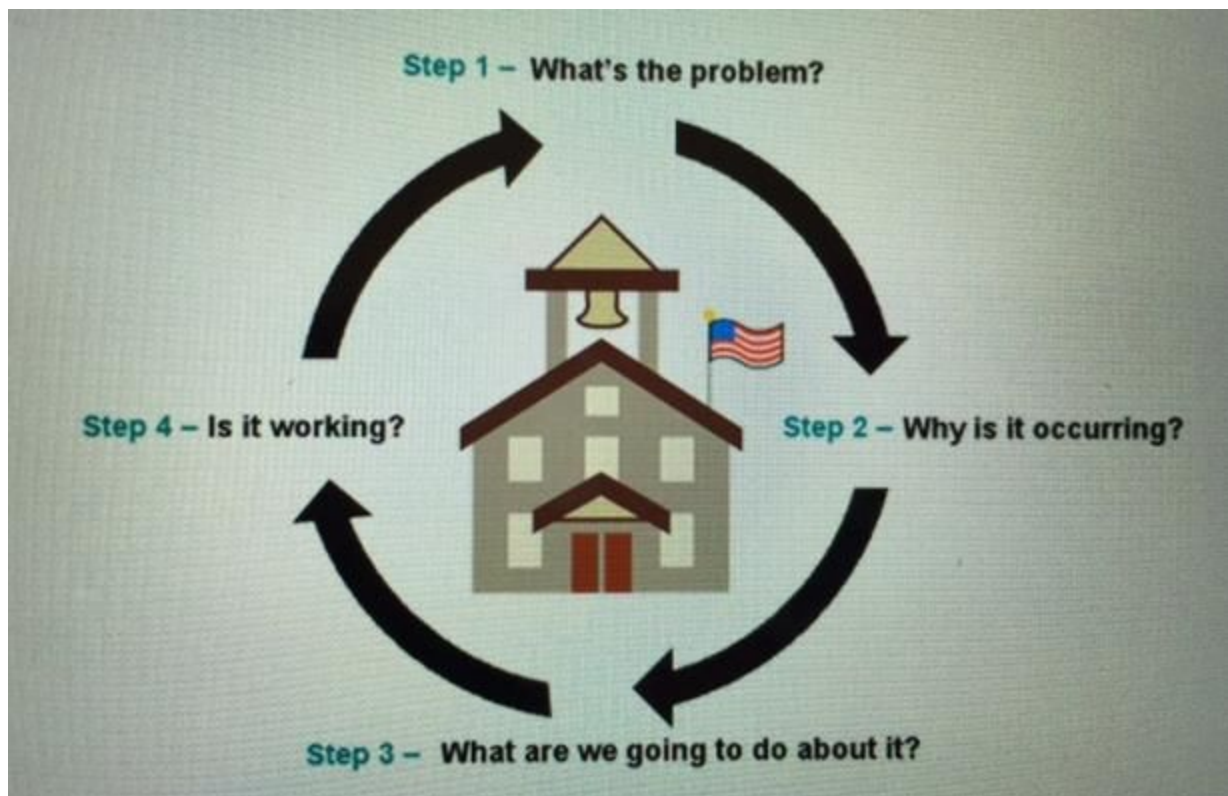 Step 1 – What's the problem?
Step 2 – Why is it occurring?
Step 3 – What are we going to do about it?
Step 4 – Is it working?